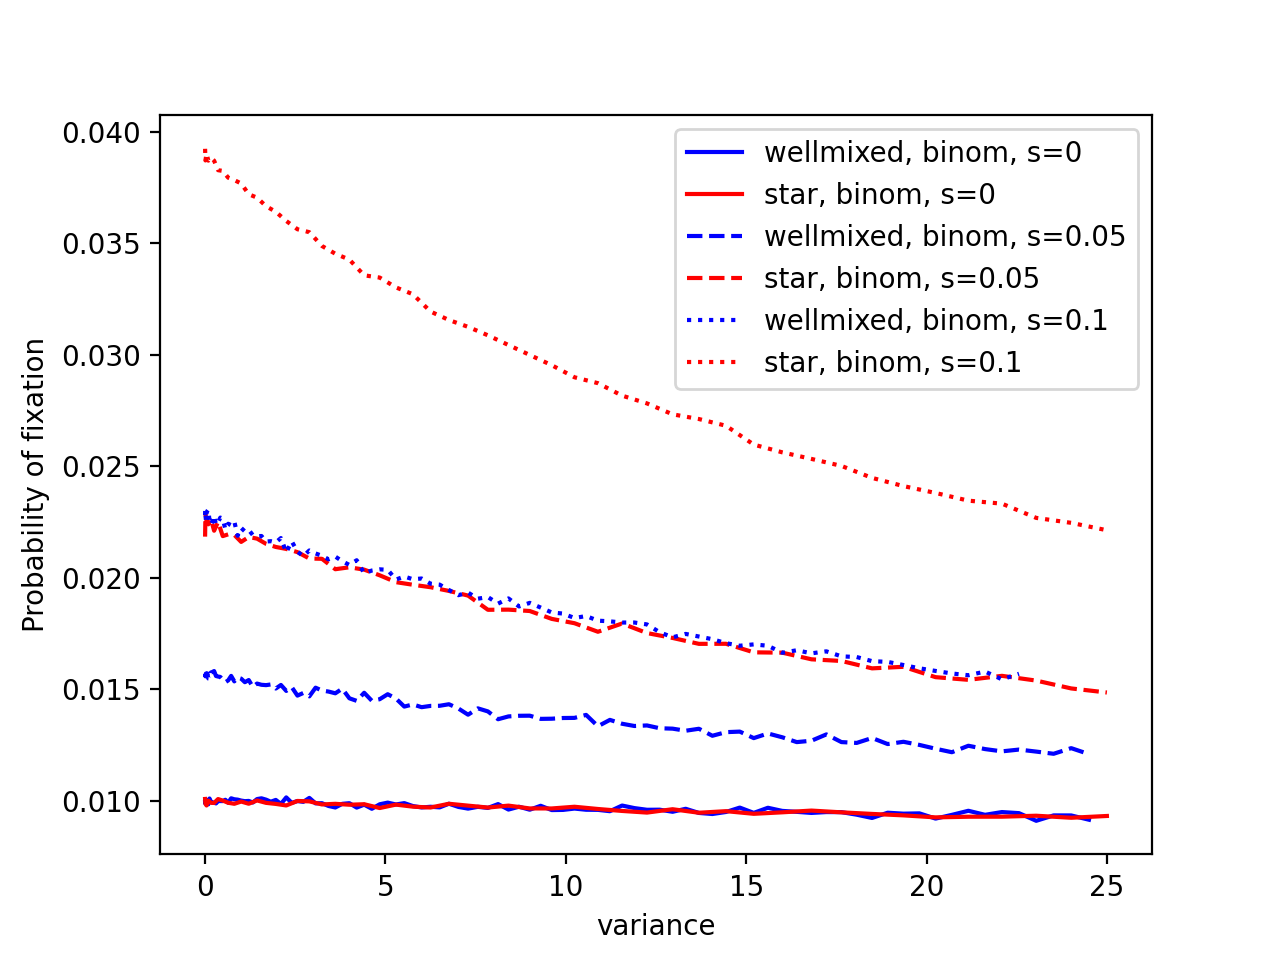 0.040
0.035
0.030
0.025
0.020
0.015
0.010
Probability of fixation
wellmixed, binom, s=0
star, binom, s=0
wellmixed, binom, s=0.05
star, binom, s=0.05
wellmixed, binom, s=0.1
star, binom, s=0.1
0 5 10 15 20 25
variance